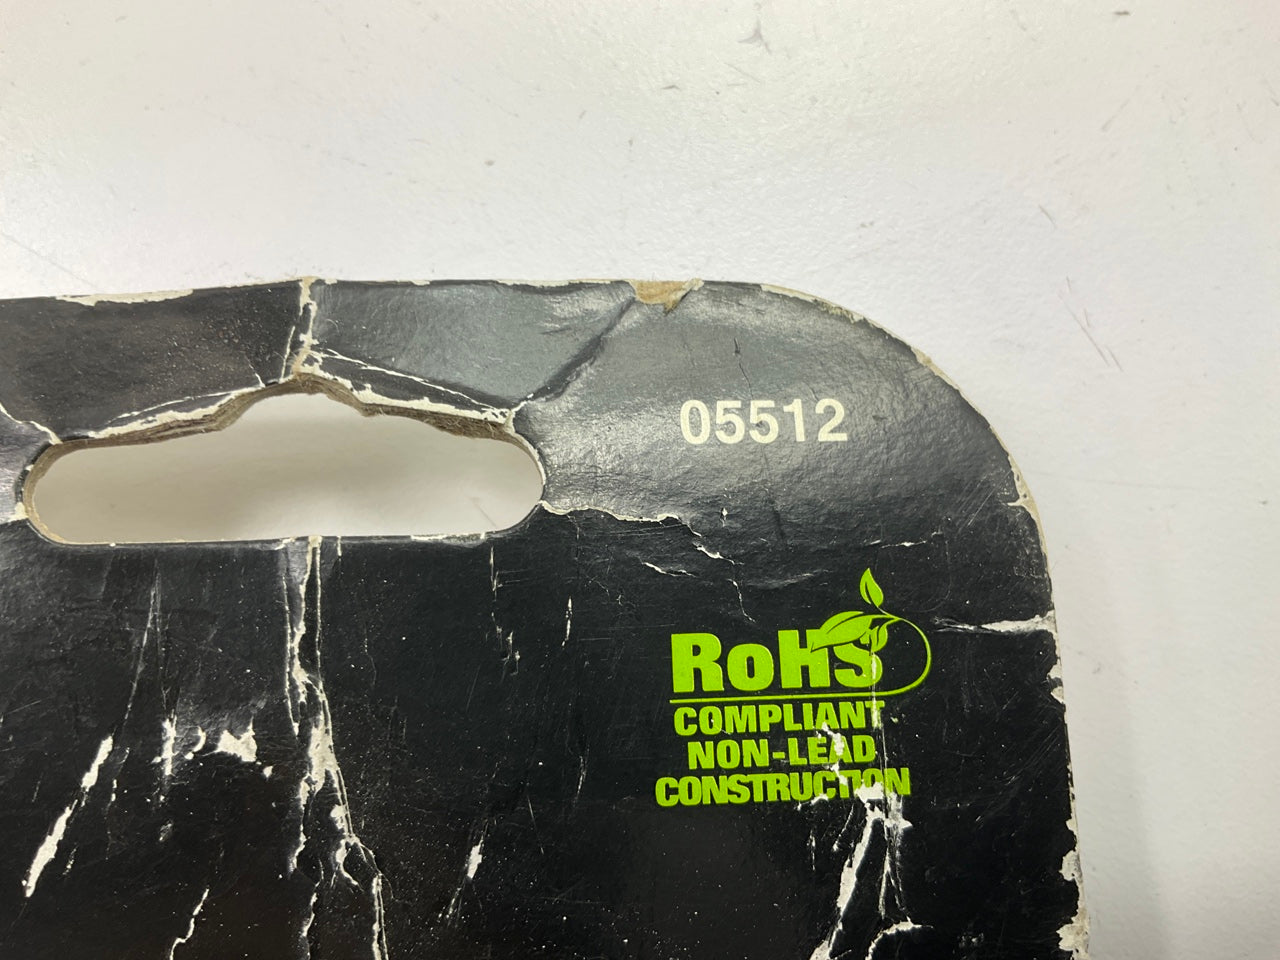 05512
RoHS
COMPLIANT
NON-LEAD
CONSTRUCTION